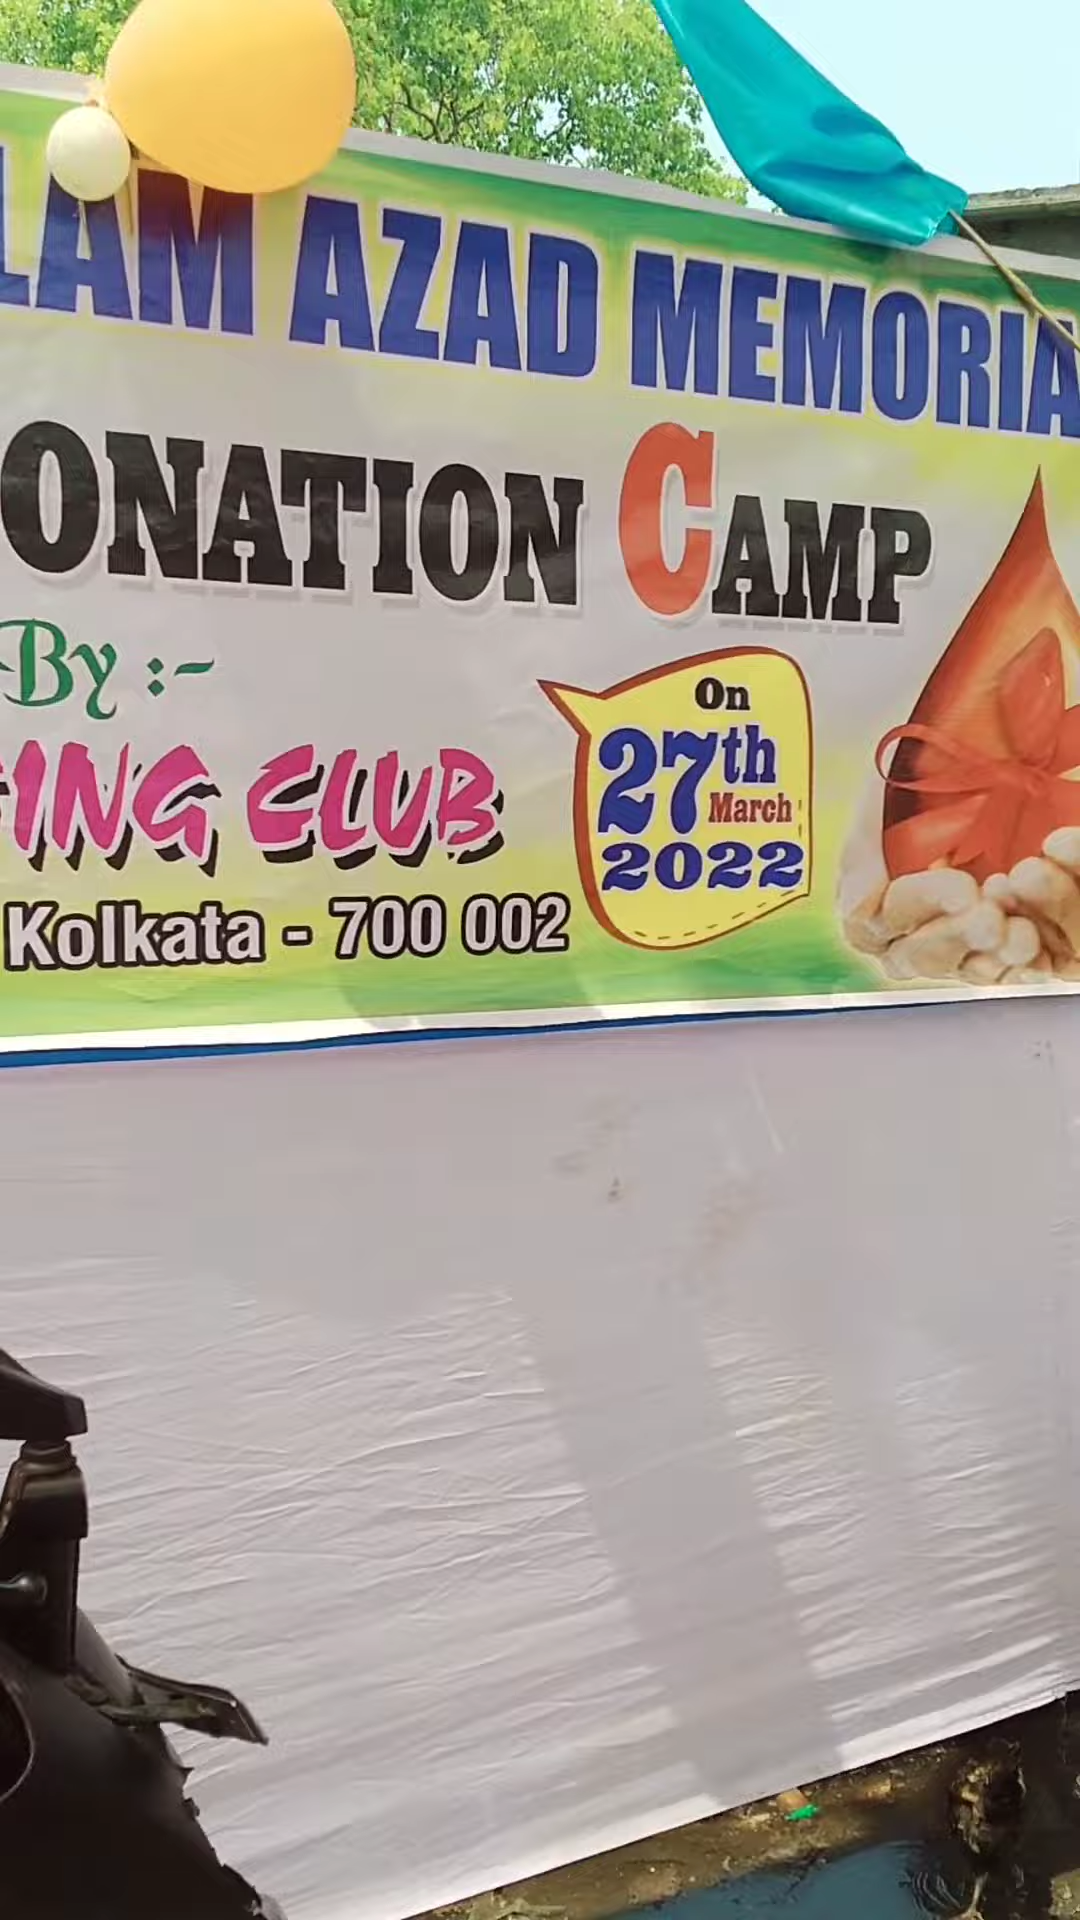 LAM AZAD MEMORIA
ONATION CAMP
By :-
ING CLUB
On
27th
March
2022
Kolkata - 700 002